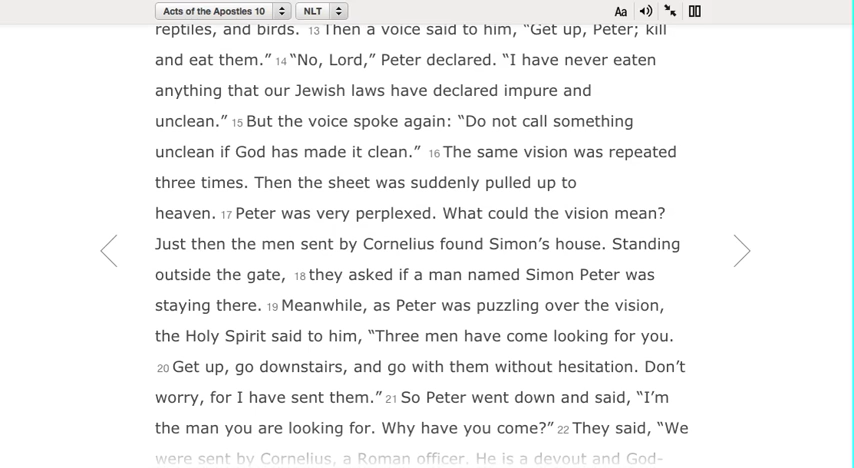 Acts of the Apostles 10 NLT Aa
reptiles, and birds. 13 Then a voice said to him, “Get up, Peter; kill
and eat them.” 14 “No, Lord,” Peter declared. “I have never eaten
anything that our Jewish laws have declared impure and
unclean.” 15 But the voice spoke again: “Do not call something
unclean if God has made it clean.” 16 The same vision was repeated
three times. Then the sheet was suddenly pulled up to
heaven. 17 Peter was very perplexed. What could the vision mean?
Just then the men sent by Cornelius found Simon’s house. Standing
outside the gate, 18 they asked if a man named Simon Peter was
staying there. 19 Meanwhile, as Peter was puzzling over the vision,
the Holy Spirit said to him, “Three men have come looking for you.
20 Get up, go downstairs, and go with them without hesitation. Don’t
worry, for I have sent them.” 21 So Peter went down and said, “I’m
the man you are looking for. Why have you come?” 22 They said, “We
were sent by Cornelius, a Roman officer. He is a devout and God-